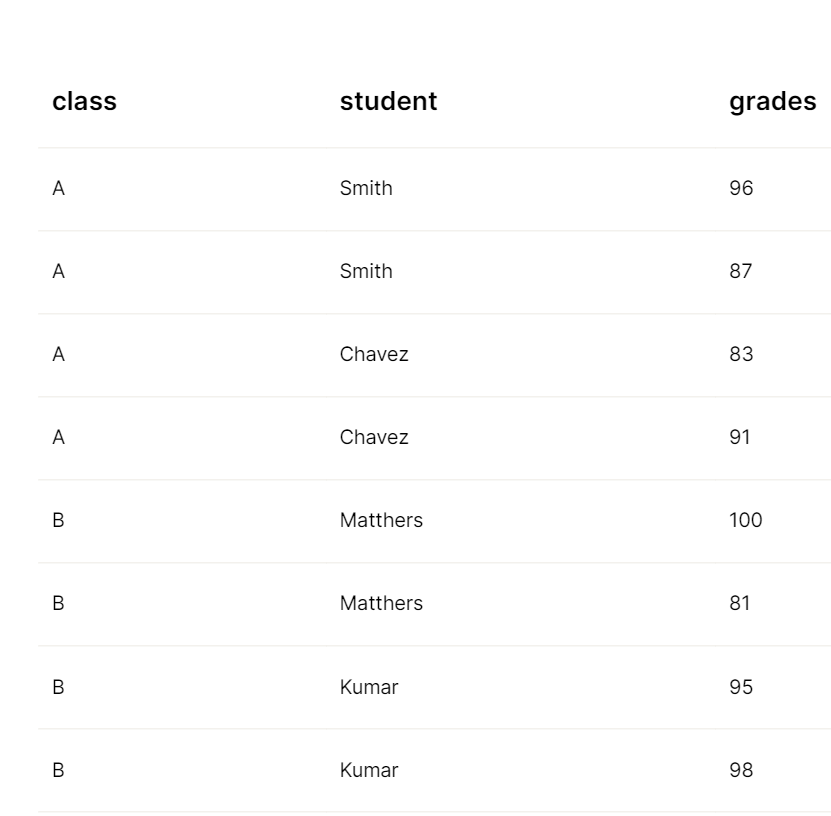 class student grades
A Smith 96
A Smith 87
A Chavez 83
A Chavez 91
B Matthers 100
B Matthers 81
B Kumar 95
B Kumar 98